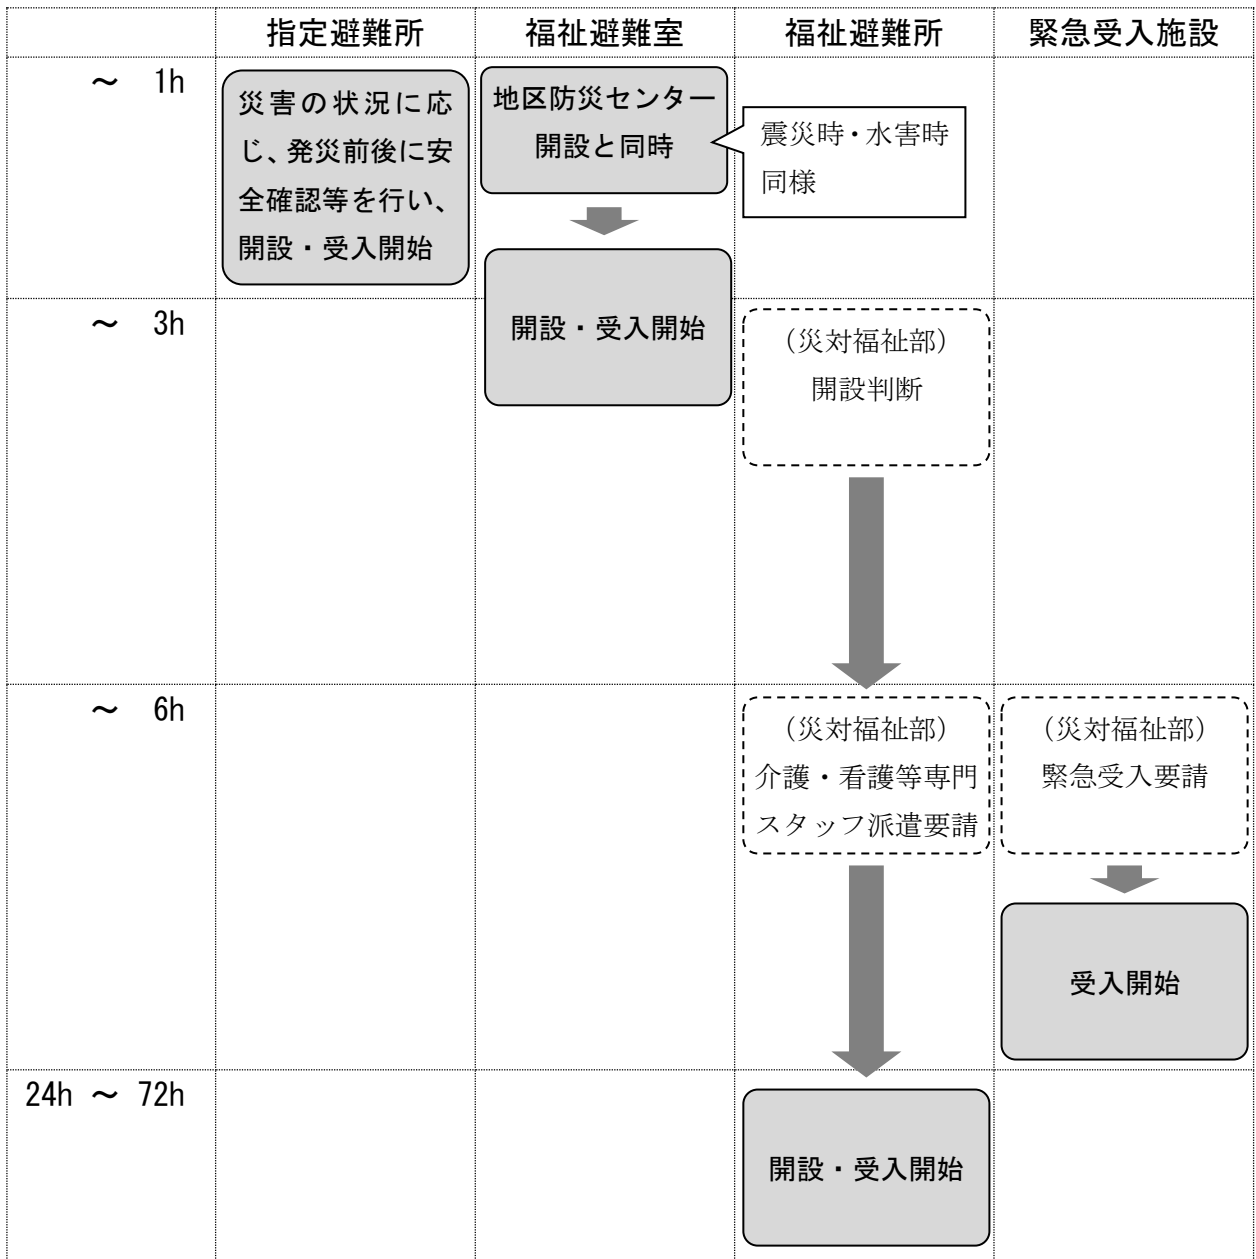 指定避難所
福祉避難室
福祉避難所
緊急受入施設
～ 1h
災害の状況に応
じ、発災前後に安
全確認等を行い、
開設・受入開始
地区防災センター
開設と同時
震災時・水害時
同様
開設・受入開始
～ 3h
（災対福祉部）
開設判断
～ 6h
（災対福祉部）
介護・看護等専門
スタッフ派遣要請
（災対福祉部）
緊急受入要請
受入開始
24h ～ 72h
開設・受入開始